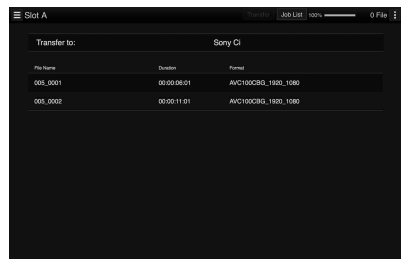 Slot A Transfer Job List 100% 0 File
Transfer to: Sony Ci
File Name Duration Format
005_0001 00:00:06:01 AVC100CBG_1920_1080
005_0002 00:00:11:01 AVC100CBG_1920_1080